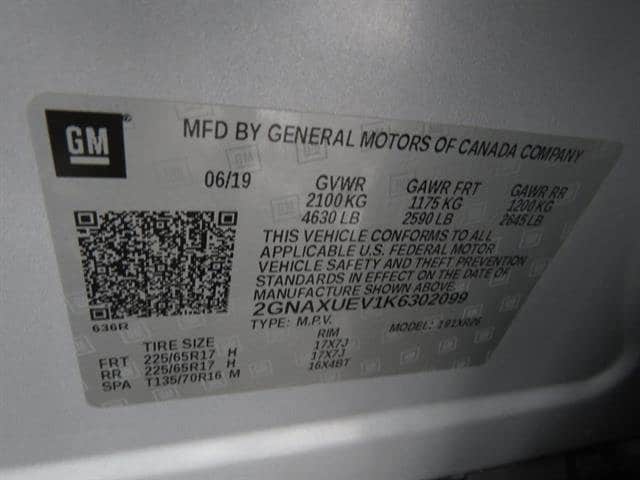 GM
MFD BY GENERAL MOTORS OF CANADA COMPANY
06/19 GVWR GAWR FRT GAWR RR
2100 KG 1175 KG 1200 KG
4630 LB 2590 LB 2645 LB
THIS VEHICLE CONFORMS TO ALL
APPLICABLE U.S. FEDERAL MOTOR
VEHICLE SAFETY AND THEFT PREVENTION
STANDARDS IN EFFECT ON THE DATE OF
MANUFACTURE SHOWN ABOVE.
2GNAXUEV1K6302099
636R
TYPE: M.P.V. MODEL:
TIRE SIZE RIM
FRT 225/65R17 H 17X7J
RR 225/65R17 H 17X7J
SPA T135/70R16 M 16X4BT